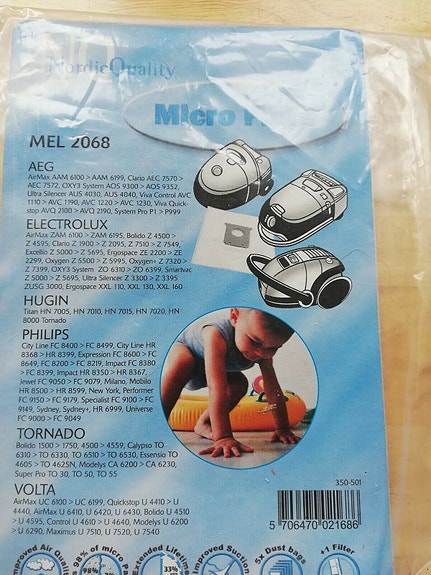 NQ
NordicQuality
Micro
MEL 2068
AEG
AirMax AAM 6100 > AAM 6199, Clario AEC 7570 >
AEC 7572, OXY3 System AOS 9300 > AOS 9352,
Ultra Silencer AUS 4030, AUS 4040, Viva Control AVC
1110 > AVC 1190, AVC 1220 > AVC 1230, Viva Quick-
stop AVQ 2100 > AVQ 2190, System Pro P1 > P999
ELECTROLUX
AirMax ZAM 6100 > ZAM 6195, Bolido Z 4500 >
Z 4595, Clario Z 1900 > Z 2095, Z 7510 > Z 7549,
Excellio Z 5000 > Z 5695, Ergospace ZE 2200 > ZE
2299, Oxygen Z 5500 > Z 5995, Oxygen+ Z 7320 >
Z 7399, OXY3 System ZO 6310 > ZO 6399, Smartvac
Z 5000 > Z 5695, Ultra Silencer Z 3300 > Z 3395
ZUSG 3000, Ergospace XXL 110, XXL 130, XXL 160
HUGIN
Titan HN 7005, HN 7010, HN 7015, HN 7020, HN
8000 Tornado
PHILIPS
City Line FC 8400 > FC 8499, City Line HR
8368 > HR 8399, Expression FC 8600 > FC
8649, FC 8200 > FC 8219, Impact FC 8380
> FC 8399, Impact HR 8350 > HR 8367,
Jewel FC 9050 > FC 9079, Milano, Mobilo
HR 8500 > HR 8599, New York, Performer
FC 9150 > FC 9179, Specialist FC 9100 > FC
9149, Sydney, Sydney+, HR 6999, Universe
FC 9000 > FC 9049
TORNADO
Bolido 1500 > 1750, 4500 > 4559, Calypso TO
6310 > TO 6330, TO 6510 > TO 6530, Essensio TO
4605 > TO 4625N, Modelys CA 6200 > CA 6230,
Super Pro TO 30, TO 50, TO 55
VOLTA
AirMax UC 6100 > UC 6199, Quickstop U 4410 > U
4440, AirMax U 6410, U 6420, U 6430, Bolido U 4510
> U 4595, Control U 4610 > U 4640, Modelys U 6200
> U 6290, Maximus U 7510, U 7520, U 7540
350-501
5 706470 021686
Improved Air Quality
98% of micro
98%
Extended Lifetime
33%
Improved Suction
5x Dust bags
+1 Filter